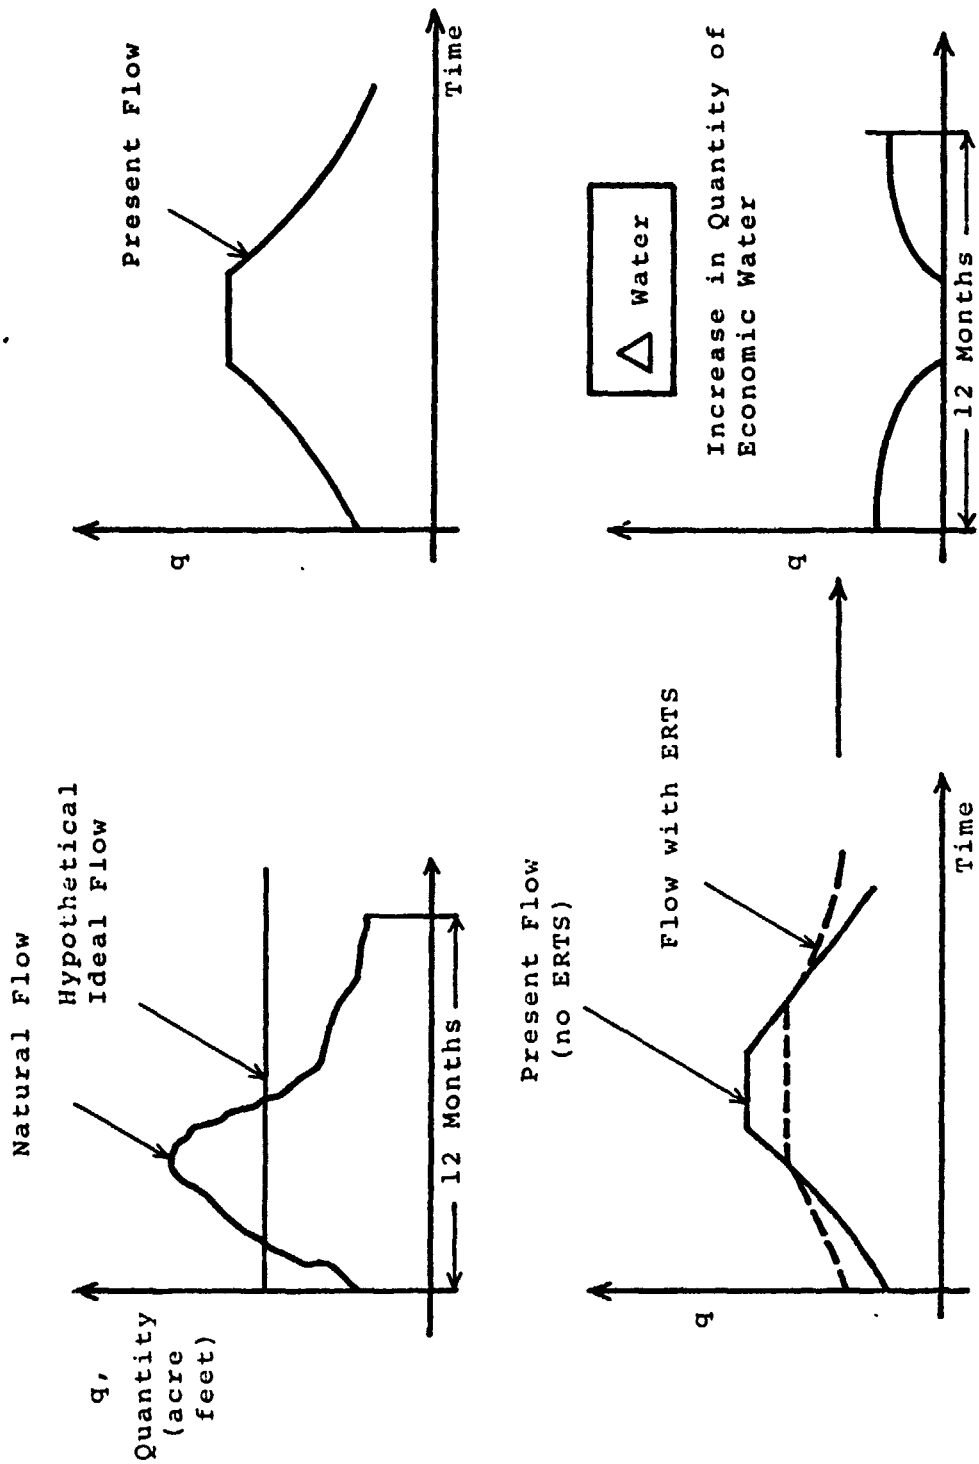 Natural Flow
Hypothetical
Ideal Flow
q,
Quantity
(acre
feet)
12 Months
Present Flow
q
Time
Present Flow
(no ERTS)
Flow with ERTS
q
Time
△ Water
Increase in Quantity of
Economic Water
q
12 Months